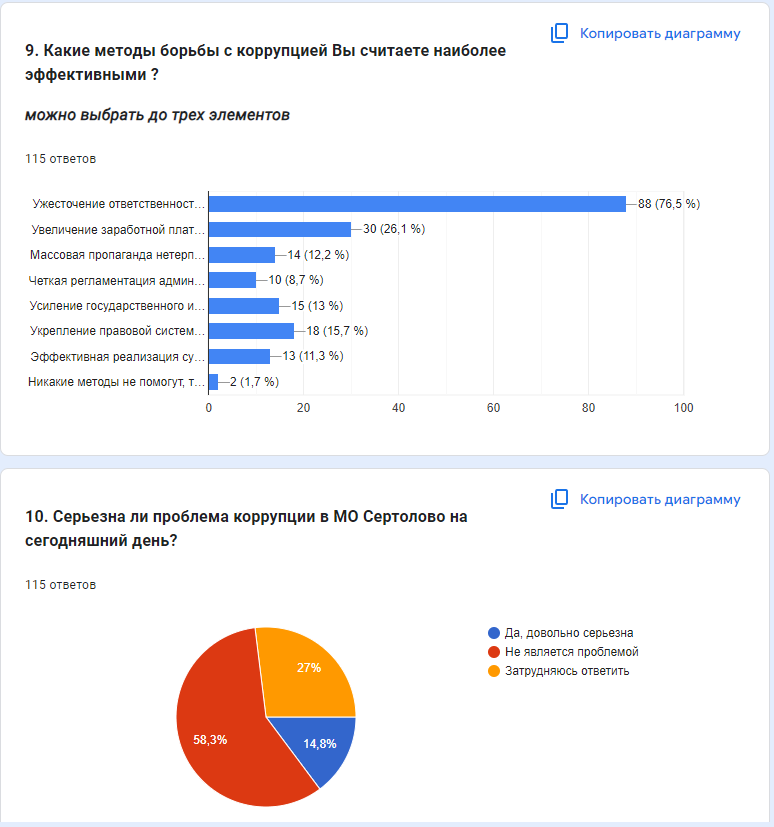 Копировать диаграмму
9. Какие методы борьбы с коррупцией Вы считаете наиболее
эффективными ?
можно выбрать до трех элементов
115 ответов
Ужесточение ответственност… 88 (76,5 %)
Увеличение заработной плат… 30 (26,1 %)
Массовая пропаганда нетерп… 14 (12,2 %)
Четкая регламентация админ… 10 (8,7 %)
Усиление государственного и… 15 (13 %)
Укрепление правовой систем… 18 (15,7 %)
Эффективная реализация су… 13 (11,3 %)
Никакие методы не помогут, т… 2 (1,7 %)
0 20 40 60 80 100
Копировать диаграмму
10. Серьезна ли проблема коррупции в МО Сертолово на
сегодняшний день?
115 ответов
Да, довольно серьезна
Не является проблемой
Затрудняюсь ответить
27%
58,3%
14,8%